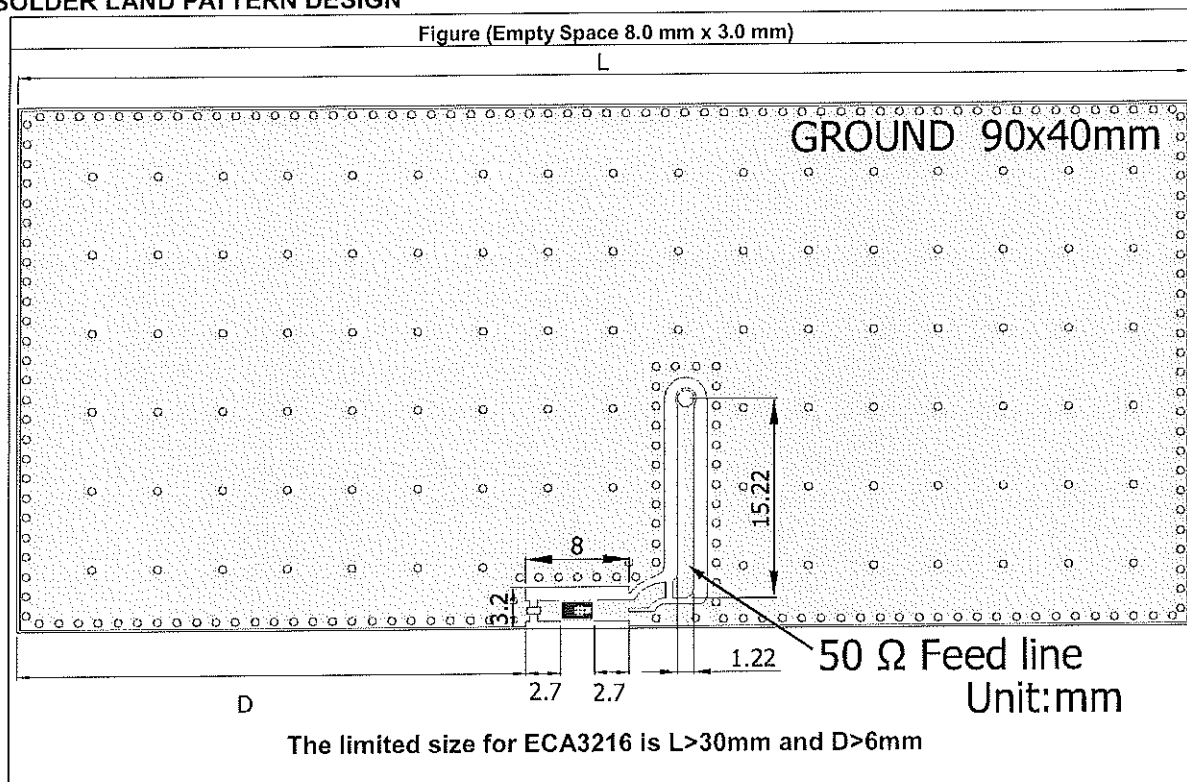 SOLDER LAND PATTERN DESIGN
Figure (Empty Space 8.0 mm x 3.0 mm)
L
GROUND 90x40mm
15.22
8
3.2
1.22
50 Ω Feed line
2.7
2.7
Unit:mm
D
The limited size for ECA3216 is L>30mm and D>6mm